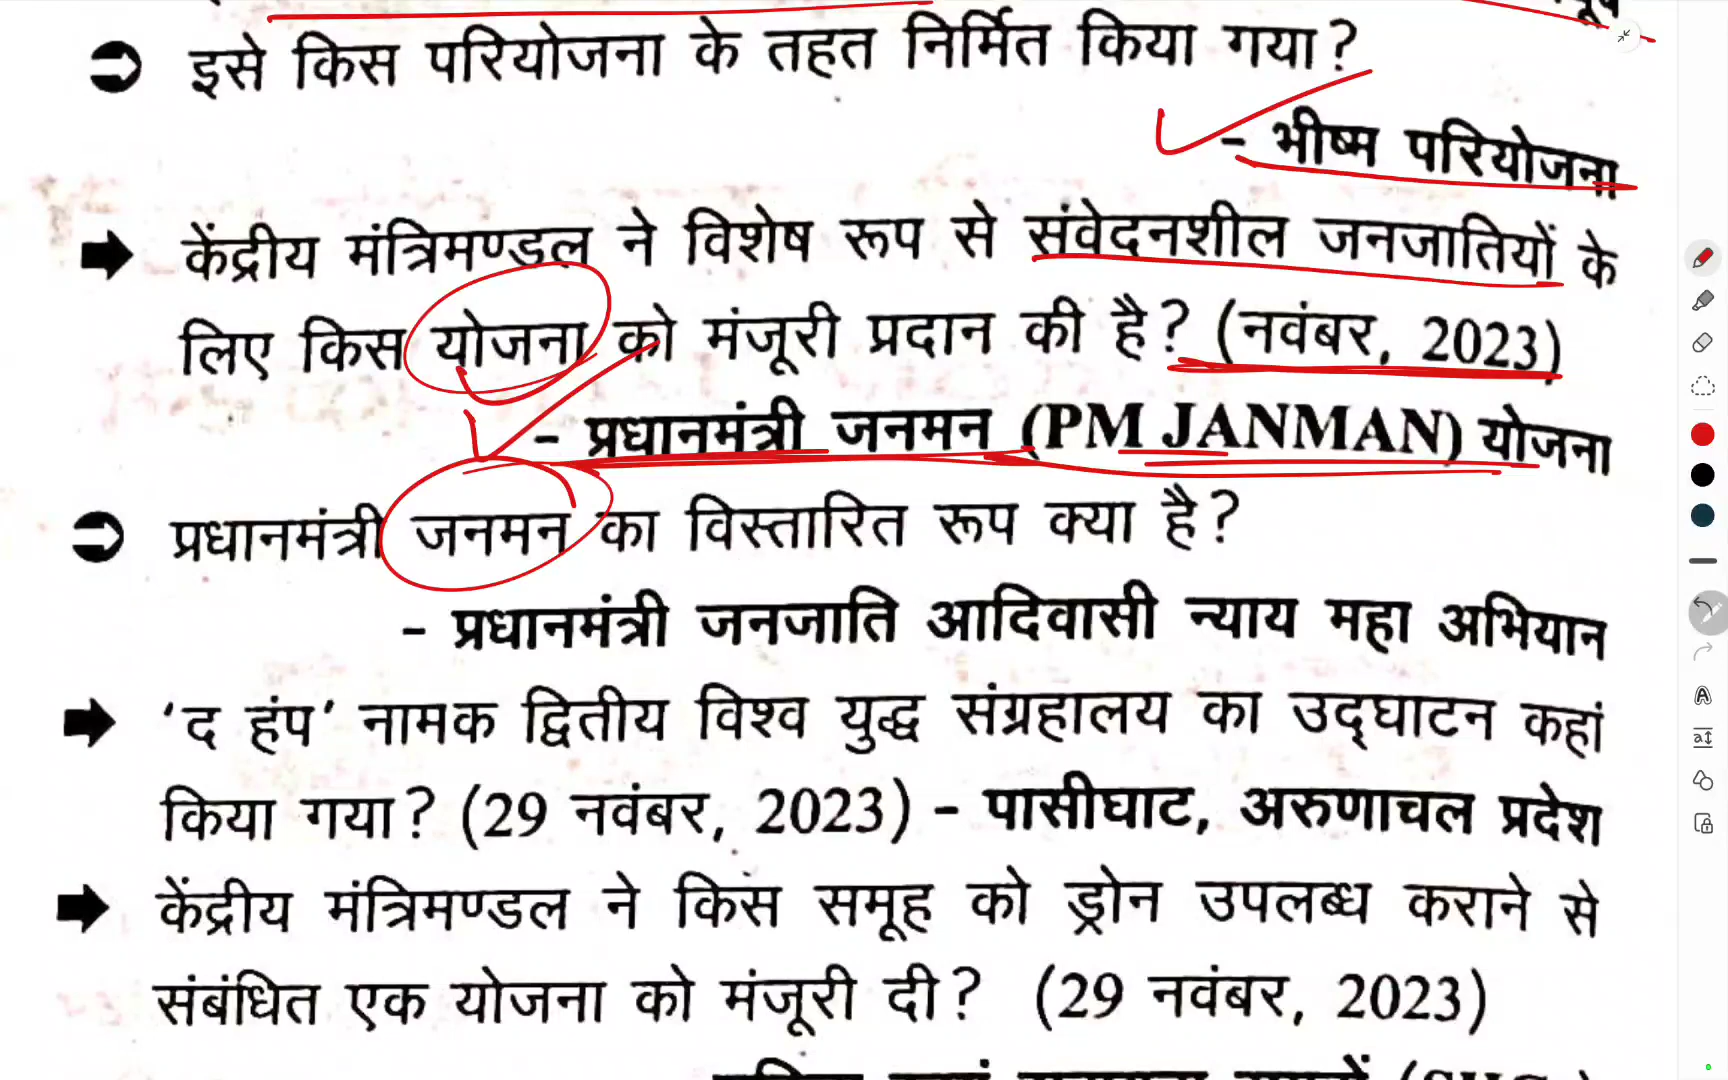 इसे किस परियोजना के तहत निर्मित किया गया?
- भीष्म परियोजना
केंद्रीय मंत्रिमण्डल ने विशेष रूप से संवेदनशील जनजातियों के
लिए किस योजना को मंजूरी प्रदान की है? (नवंबर, 2023)
- प्रधानमंत्री जनमन (PM JANMAN) योजना
प्रधानमंत्री जनमन का विस्तारित रूप क्या है?
- प्रधानमंत्री जनजाति आदिवासी न्याय महा अभियान
‘द हंप’ नामक द्वितीय विश्व युद्ध संग्रहालय का उद्घाटन कहां
किया गया? (29 नवंबर, 2023) - पासीघाट, अरुणाचल प्रदेश
केंद्रीय मंत्रिमण्डल ने किस समूह को ड्रोन उपलब्ध कराने से
संबंधित एक योजना को मंजूरी दी? (29 नवंबर, 2023)